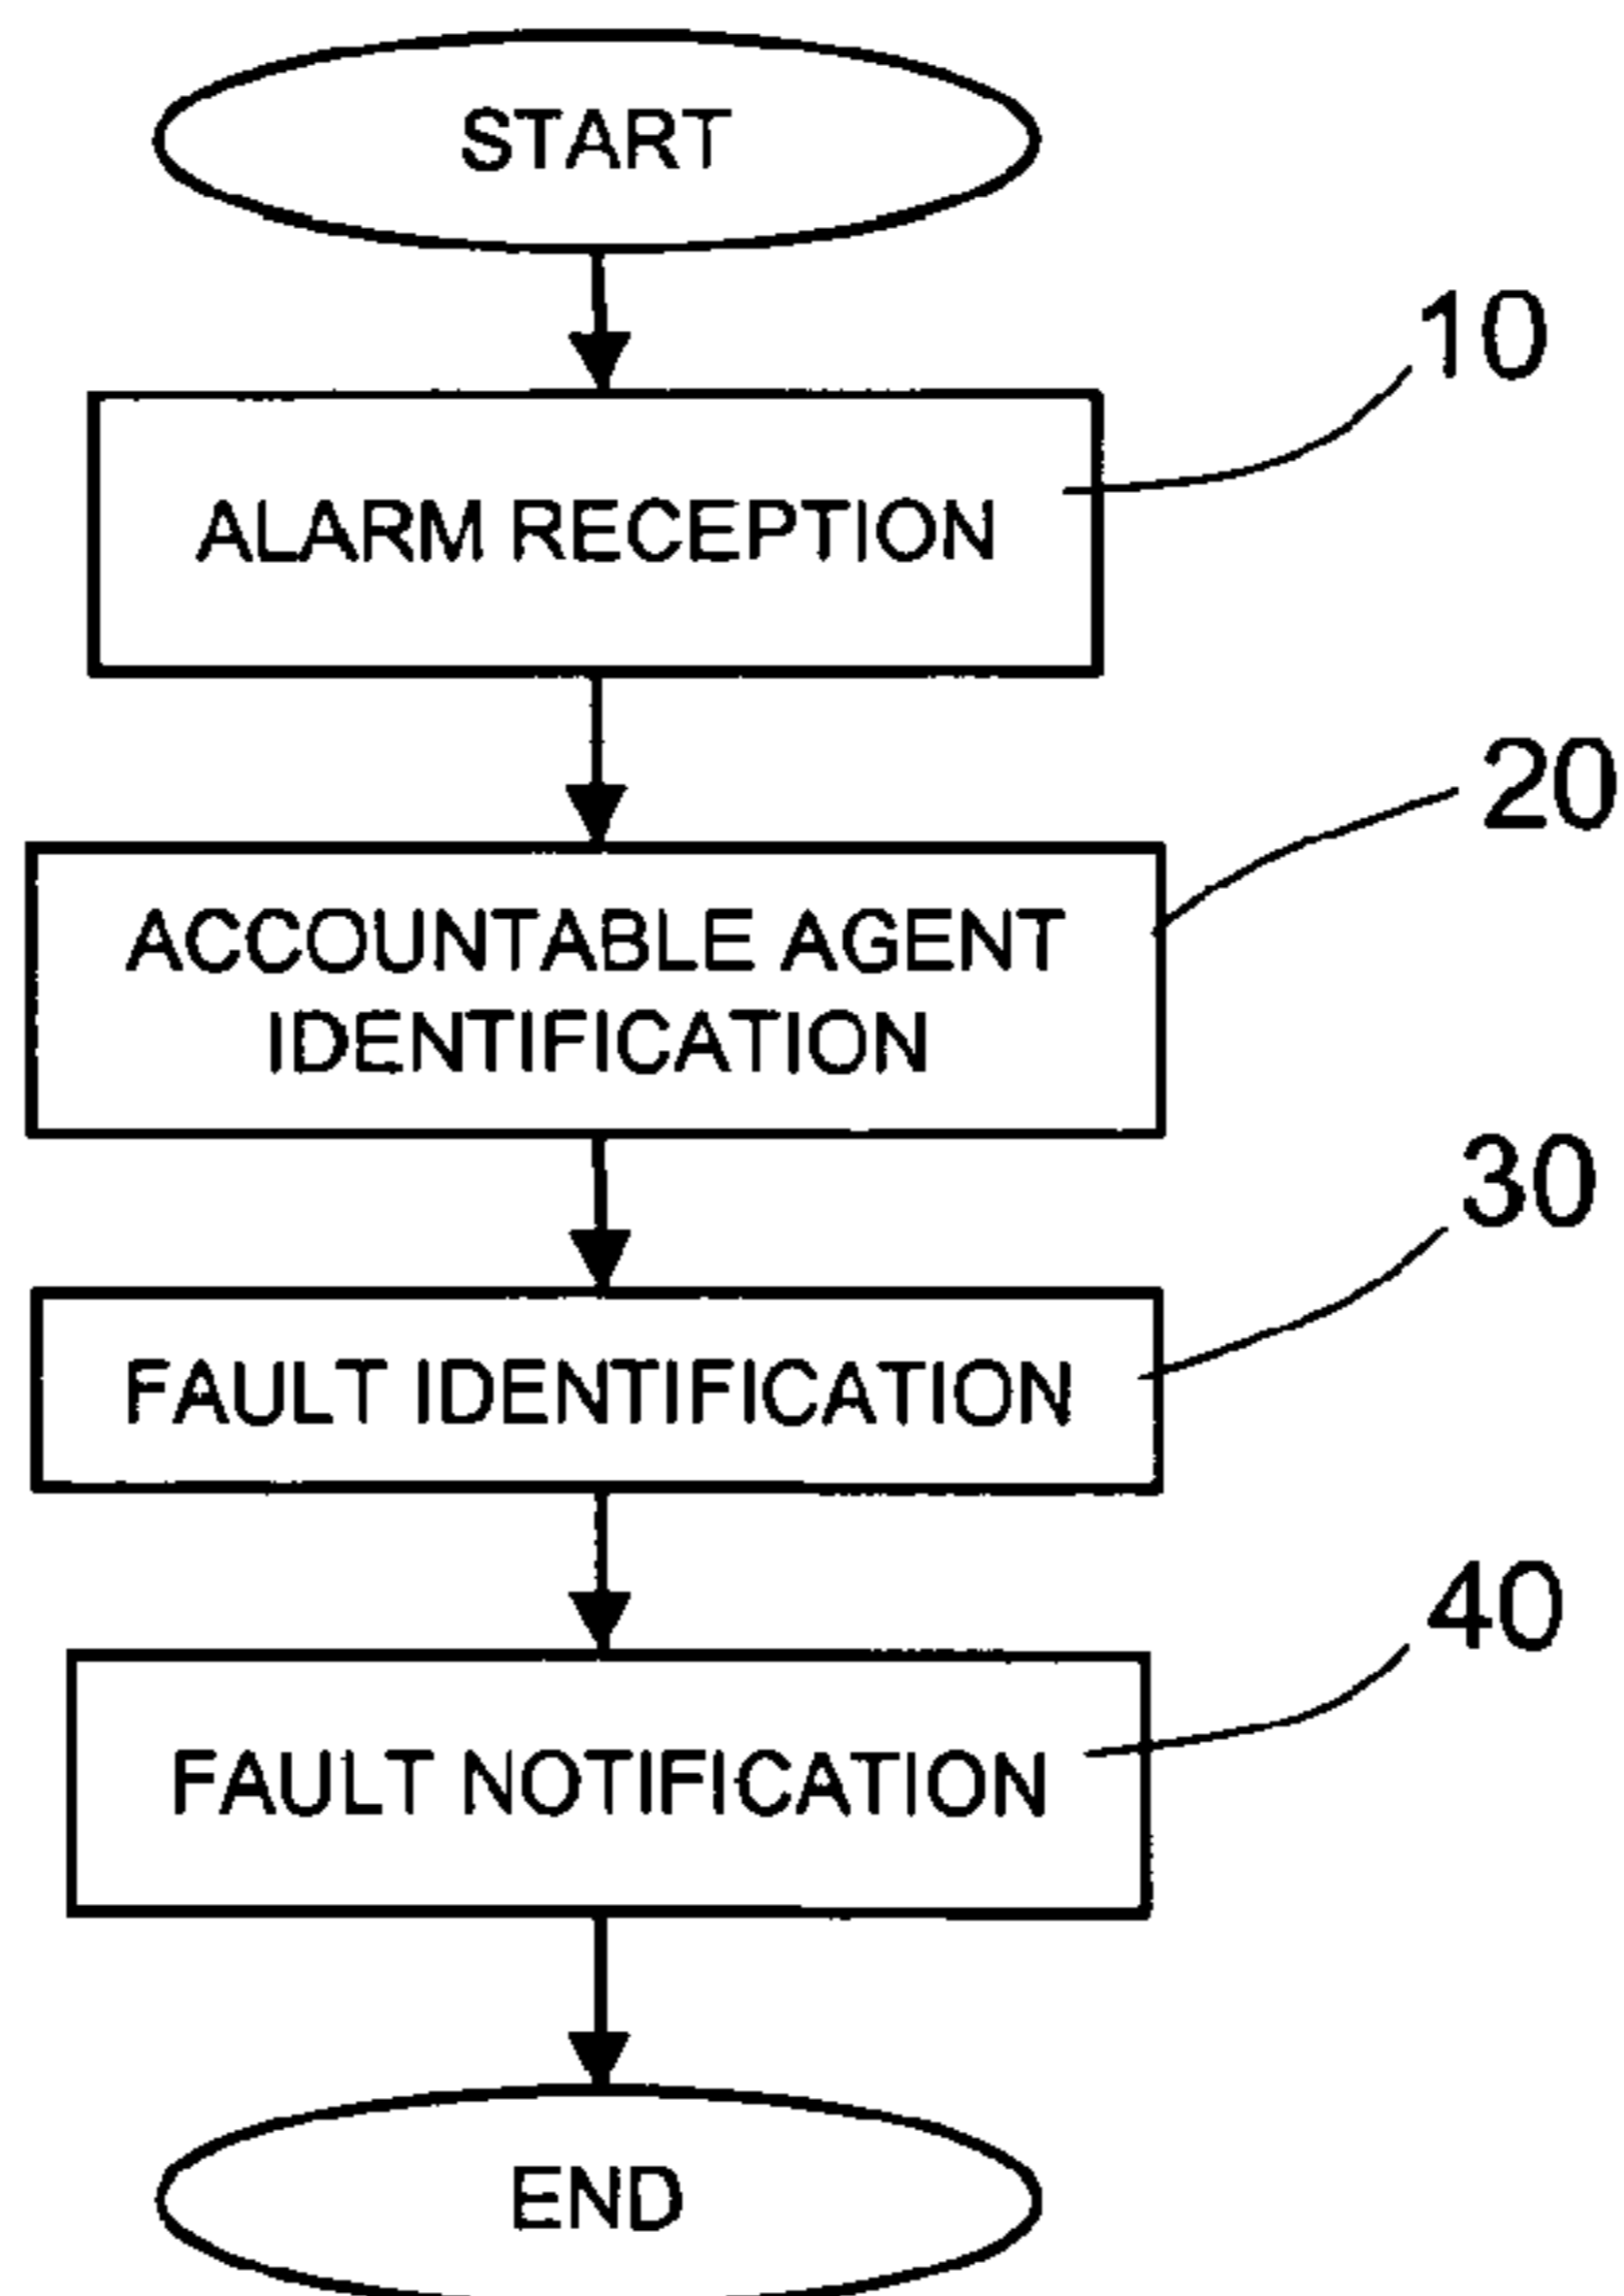 START
10
ALARM RECEPTION
20
ACCOUNTABLE AGENT
IDENTIFICATION
30
FAULT IDENTIFICATION
40
FAULT NOTIFICATION
END